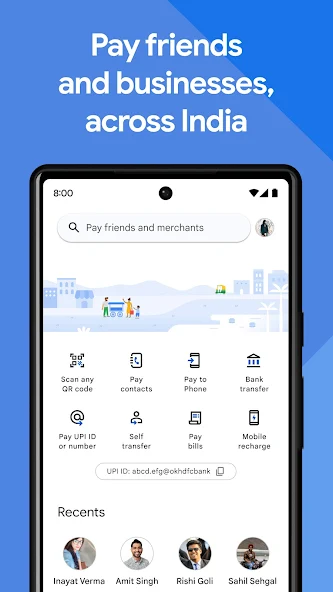 Pay friends
and businesses,
across India
8:00
Pay friends and merchants
Scan any
QR code
Pay
contacts
Pay to
Phone
Bank
transfer
Pay UPI ID
or number
Self
transfer
Pay
bills
Mobile
recharge
UPI ID: abcd.efg@okhdfcbank
Recents
Inayat Verma
Amit Singh
Rishi Goli
Sahil Sehgal